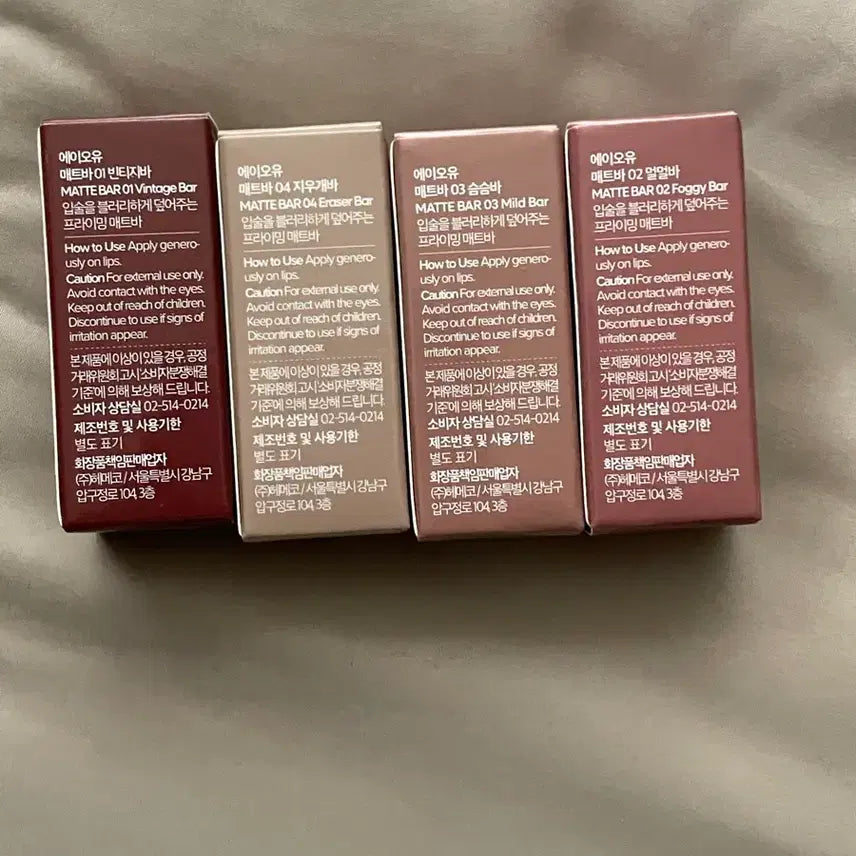 에이오유
매트바 01 빈티지바
MATTE BAR 01 Vintage Bar
입술을 블러리하게 덮어주는
프라이밍 매트바
How to Use Apply genero-
usly on lips.
Caution For external use only.
Avoid contact with the eyes.
Keep out of reach of children.
Discontinue to use if signs of
irritation appear.
본 제품에 이상이 있을 경우, 공정
거래위원회 고시 '소비자분쟁해결
기준'에 의해 보상해 드립니다.
소비자 상담실 02-514-0214
제조번호 및 사용기한
별도 표기
화장품책임판매업자
(주)헤메코 / 서울특별시 강남구
압구정로 104, 3층
에이오유
매트바 04 지우개바
MATTE BAR 04 Eraser Bar
입술을 블러리하게 덮어주는
프라이밍 매트바
How to Use Apply genero-
usly on lips.
Caution For external use only.
Avoid contact with the eyes.
Keep out of reach of children.
Discontinue to use if signs of
irritation appear.
본 제품에 이상이 있을 경우, 공정
거래위원회 고시 '소비자분쟁해결
기준'에 의해 보상해 드립니다.
소비자 상담실 02-514-0214
제조번호 및 사용기한
별도 표기
화장품책임판매업자
(주)헤메코 / 서울특별시 강남구
압구정로 104, 3층
에이오유
매트바 03 슴슴바
MATTE BAR 03 Mild Bar
입술을 블러리하게 덮어주는
프라이밍 매트바
How to Use Apply genero-
usly on lips.
Caution For external use only.
Avoid contact with the eyes.
Keep out of reach of children.
Discontinue to use if signs of
irritation appear.
본 제품에 이상이 있을 경우, 공정
거래위원회 고시 '소비자분쟁해결
기준'에 의해 보상해 드립니다.
소비자 상담실 02-514-0214
제조번호 및 사용기한
별도 표기
화장품책임판매업자
(주)헤메코 / 서울특별시 강남구
압구정로 104, 3층
에이오유
매트바 02 멀멀바
MATTE BAR 02 Foggy Bar
입술을 블러리하게 덮어주는
프라이밍 매트바
How to Use Apply genero-
usly on lips.
Caution For external use only.
Avoid contact with the eyes.
Keep out of reach of children.
Discontinue to use if signs of
irritation appear.
본 제품에 이상이 있을 경우, 공정
거래위원회 고시 '소비자분쟁해결
기준'에 의해 보상해 드립니다.
소비자 상담실 02-514-0214
제조번호 및 사용기한
별도 표기
화장품책임판매업자
(주)헤메코 / 서울특별시 강남구
압구정로 104, 3층